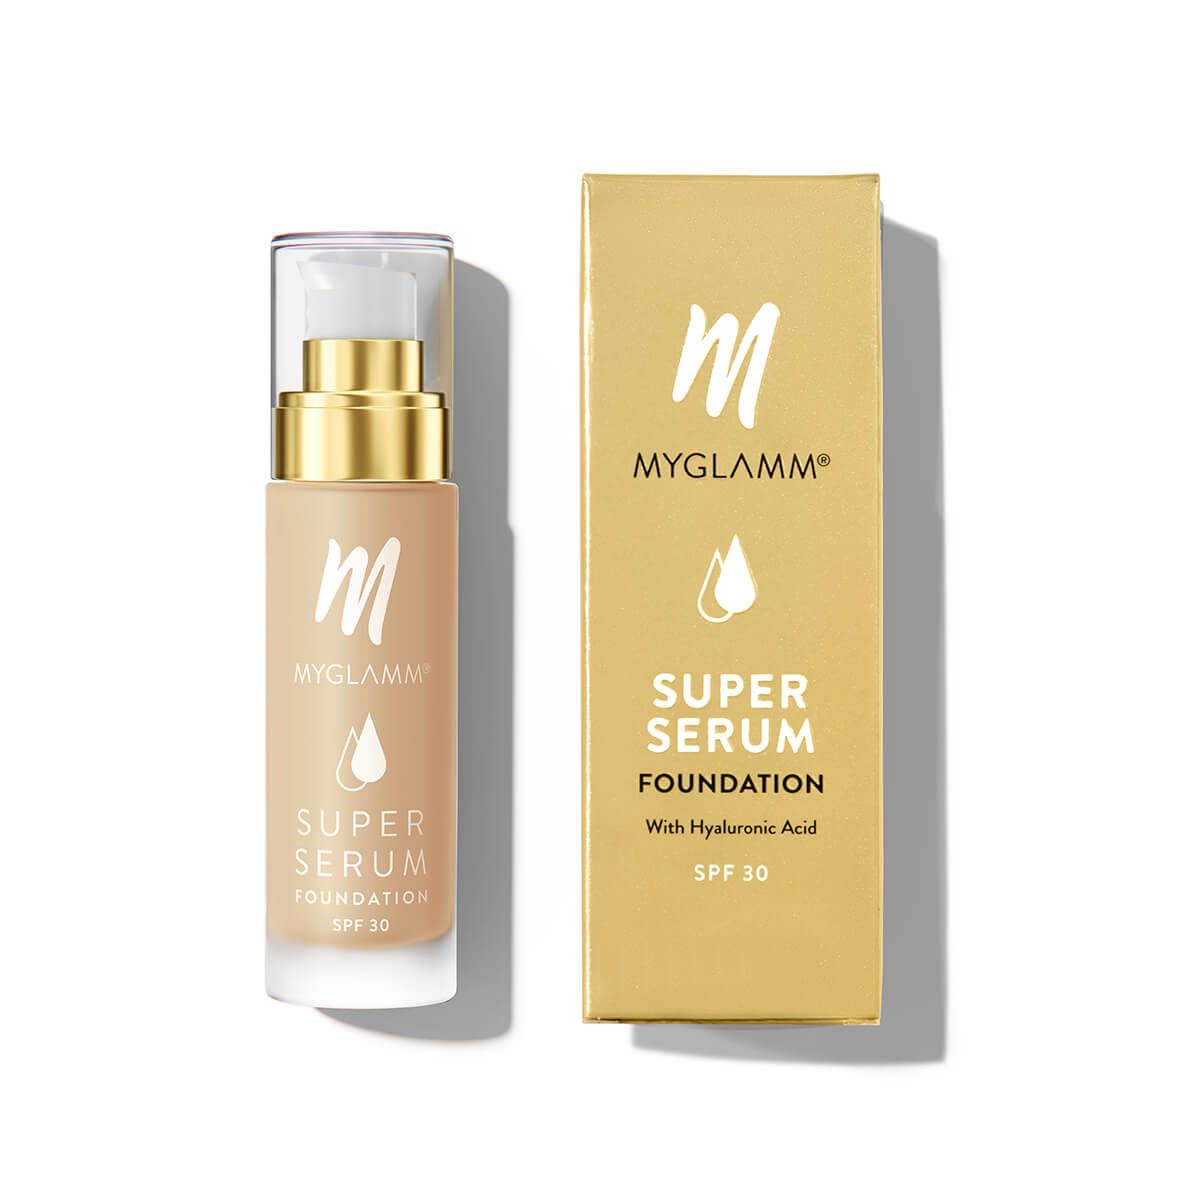 M
MYGLAMM®
SUPER
SERUM
FOUNDATION
SPF 30
M
MYGLAMM®
SUPER
SERUM
FOUNDATION
With Hyaluronic Acid
SPF 30